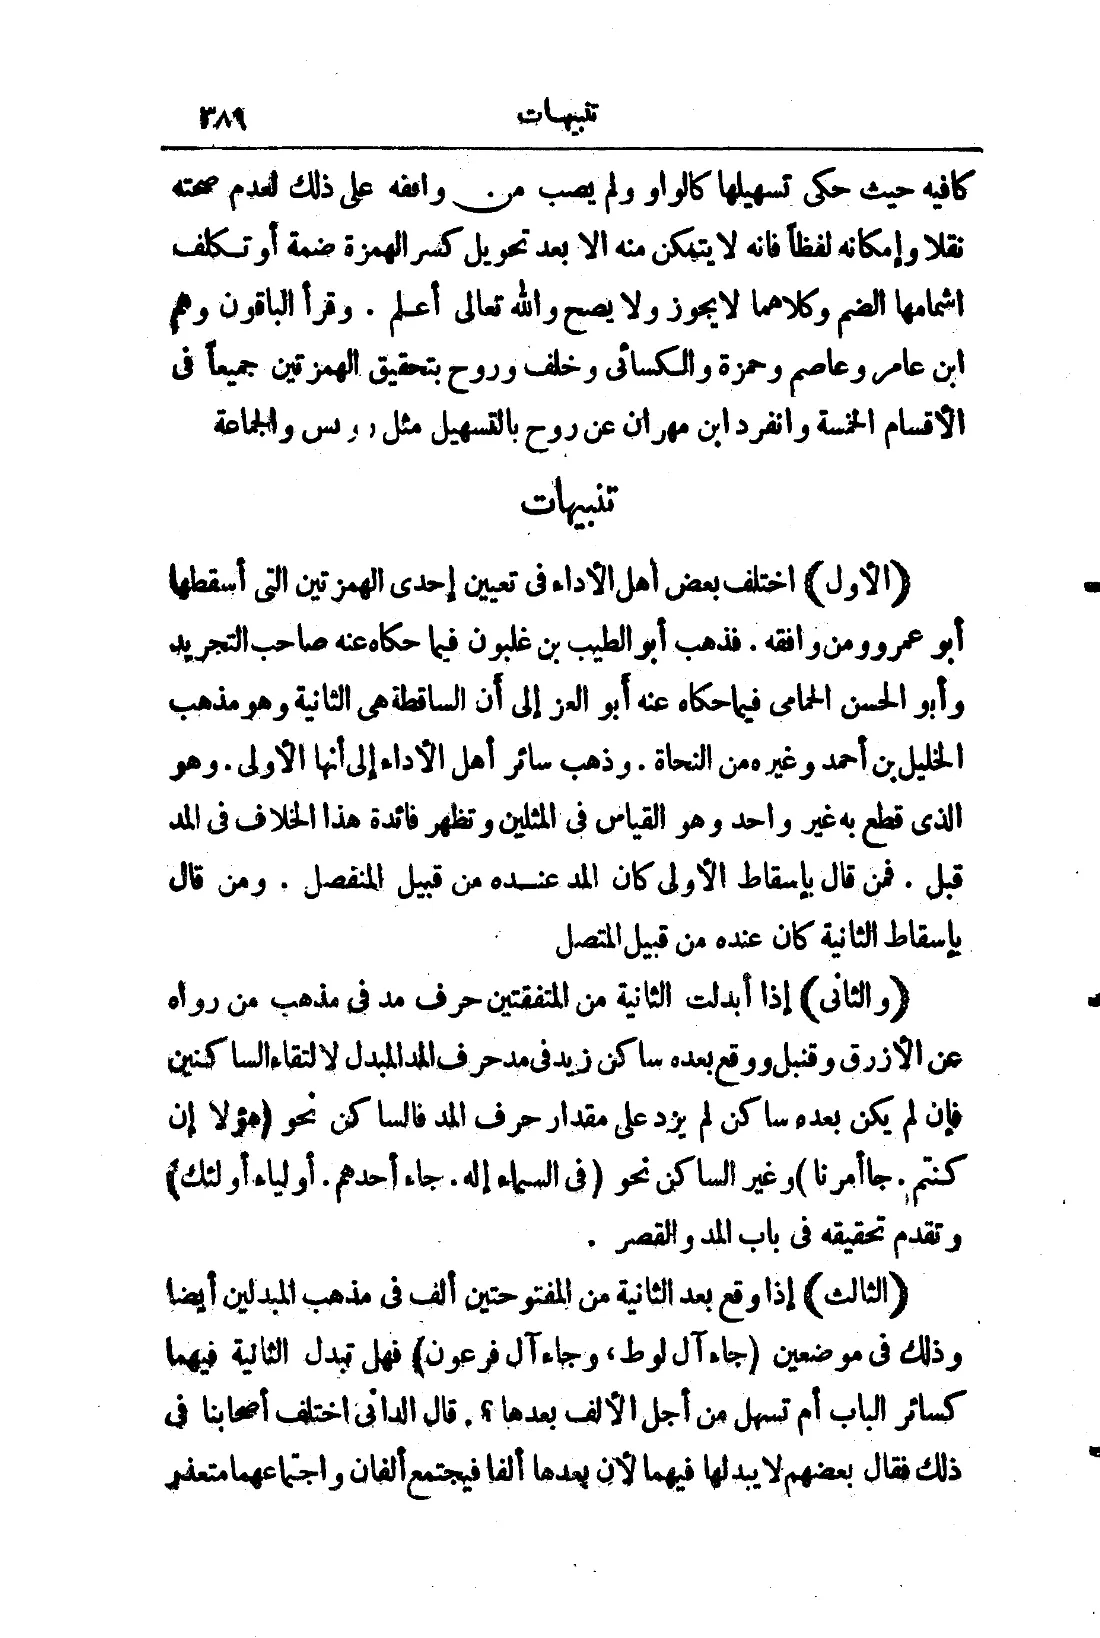 تنبيهات ٣٨٩
كافيه حيث حكى تسهيلها كالواو ولم يصب من وافقه على ذلك لعدم صحته
نقلا وإمكانه لفظاً فانه لا يتمكن منه الا بعد تحويل كسر الهمزة ضمة أو تكلف
اشمامها الضم وكلاهما لا يجوز ولا يصح والله تعالى أعلم . وقرأ الباقون وهم
ابن عامر وعاصم وحمزة والكسائى وخلف وروح بتحقيق الهمزتين جميعاً فى
الأقسام الخمسة وانفرد ابن مهران عن روح بالتسهيل مثل رويس والجماعة
تنبيهات
(الأول) اختلف بعض أهل الأداء فى تعيين إحدى الهمزتين التى أسقطها
أبو عمرو ومن وافقه . فذهب أبو الطيب بن غلبون فيما حكاه عنه صاحب التجريد
وأبو الحسن الحمامى فيما حكاه عنه أبو العز إلى أن الساقطة هى الثانية وهو مذهب
الخليل بن أحمد وغيره من النحاة . وذهب سائر أهل الأداء إلى أنها الأولى . وهو
الذى قطع به غير واحد وهو القياس فى المثلين وتظهر فائدة هذا الخلاف فى المد
قبل . فمن قال بإسقاط الأولى كان المد عنده من قبيل المنفصل . ومن قال
بإسقاط الثانية كان عنده من قبيل المتصل
(والثانى) إذا أبدلت الثانية من المتفقتين حرف مد فى مذهب من رواه
عن الأزرق وقنبل ووقع بعده ساكن زيد فى مد حرف المد المبدل لالتقاء الساكنين
فإن لم يكن بعده ساكن لم يزد على مقدار حرف المد فالساكن نحو (هؤلا إن
كنتم . جا أمرنا) وغير الساكن نحو (فى السماء إله . جاء أحدهم . أولياء أولئك)
وتقدم تحقيقه فى باب المد والقصر .
(الثالث) إذا وقع بعد الثانية من المفتوحتين ألف فى مذهب المبدلين أيضا
وذلك فى موضعين (جاء آل لوط ، وجاء آل فرعون) فهل تبدل الثانية فيهما
كسائر الباب أم تسهل من أجل الألف بعدها ؟ . قال الدانى اختلف أصحابنا فى
ذلك فقال بعضهم لا يبدلها فيهما لأن بعدها ألفا فيجتمع ألفان واجتماعهما متعذر